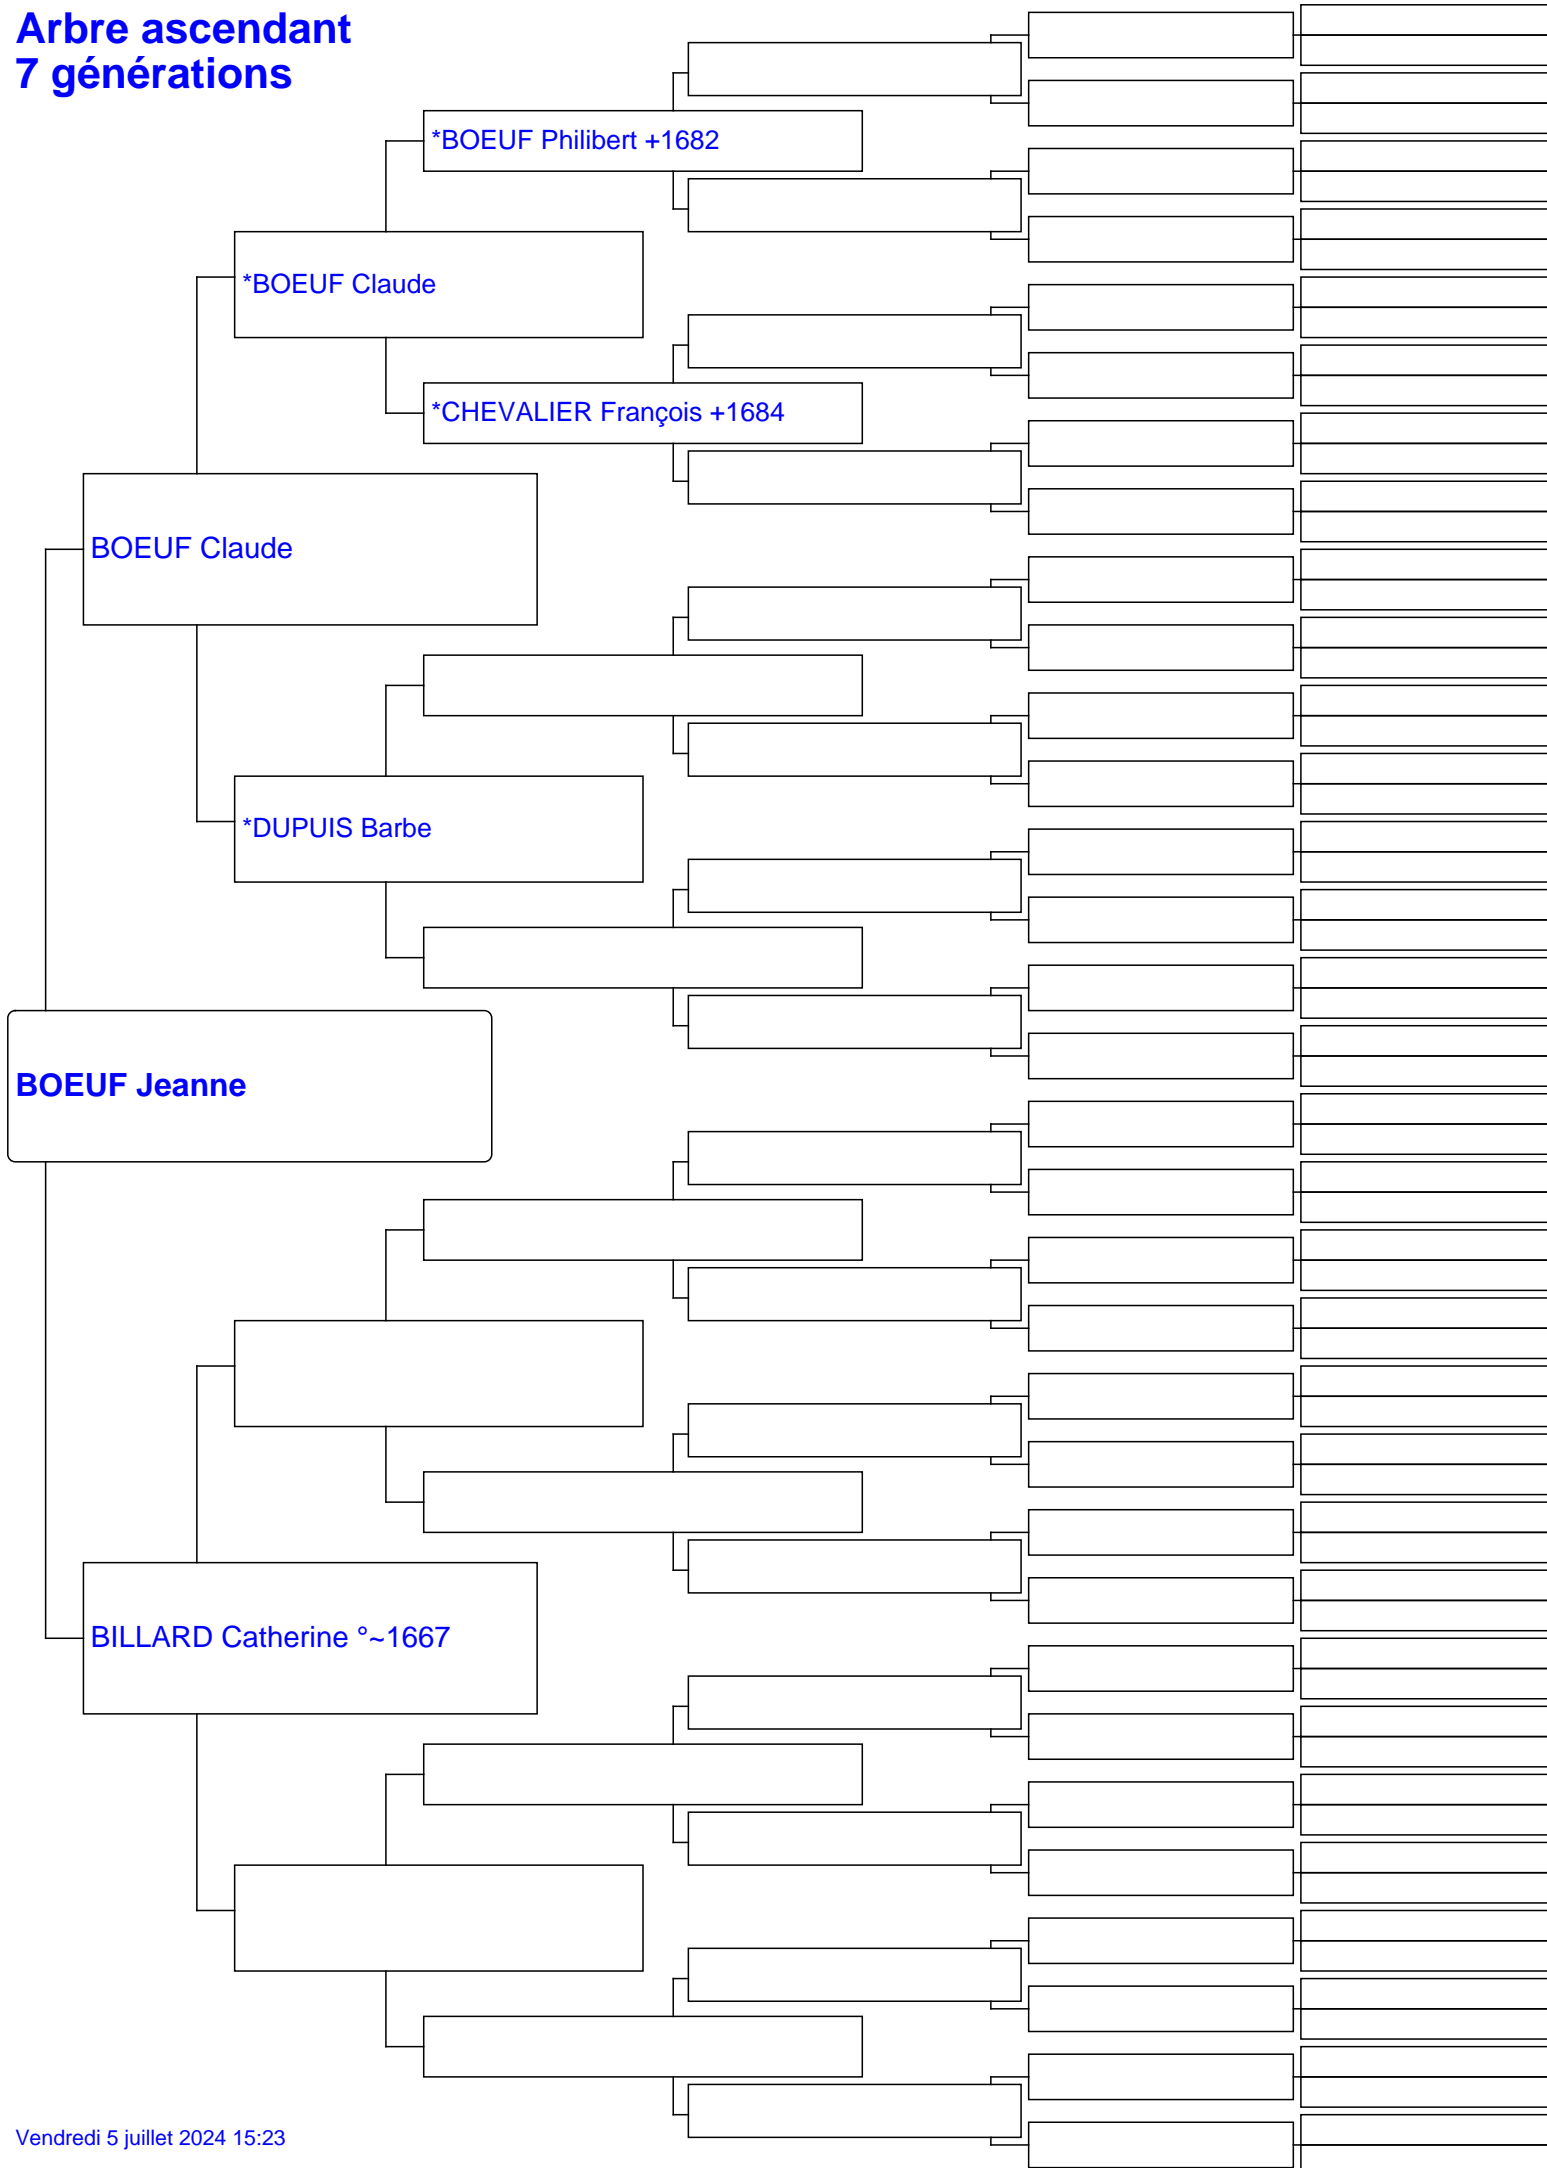 Arbre ascendant
7 générations
*BOEUF Philibert +1682
*BOEUF Claude
*CHEVALIER François +1684
BOEUF Claude
*DUPUIS Barbe
BOEUF Jeanne
BILLARD Catherine °~1667
Vendredi 5 juillet 2024 15:23